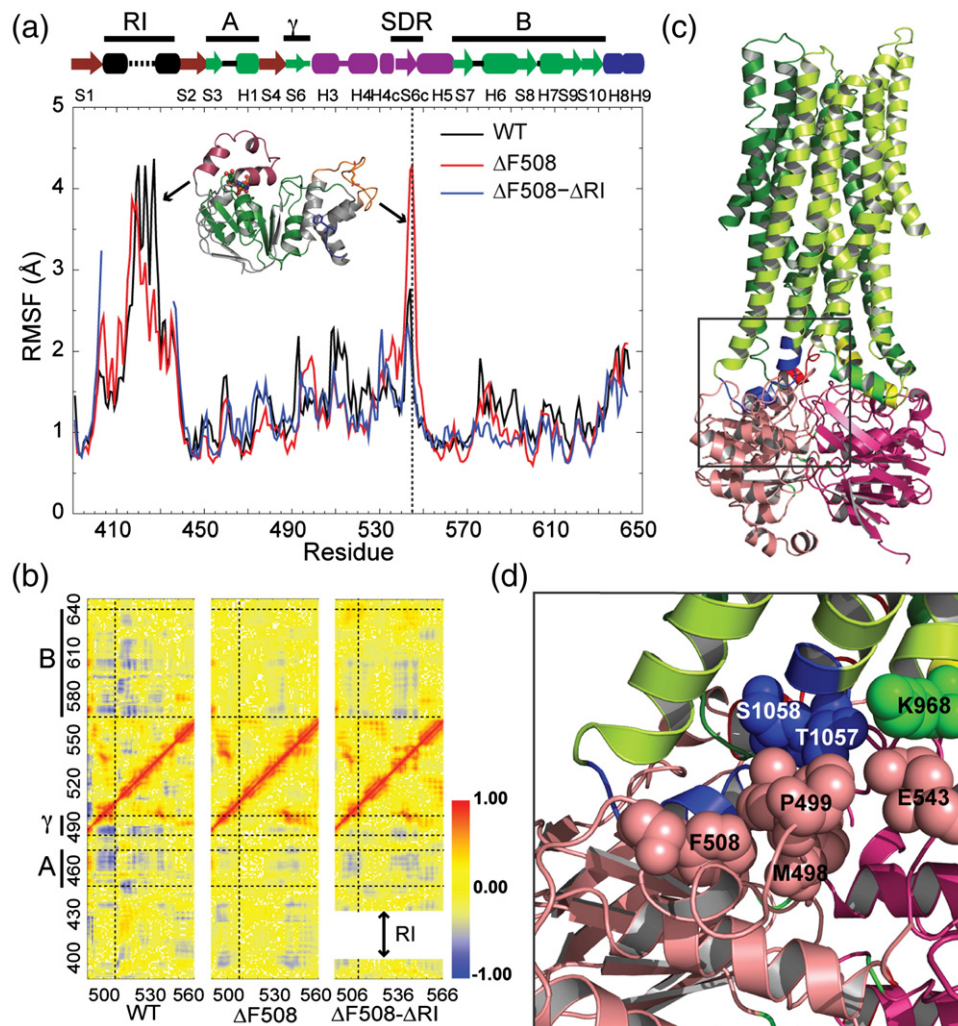 (a) RI A γ SDR B
S1 S2 S3 H1 S4 S6 H3 H4 H4c S6c H5 S7 H6 S8 H7 S9 S10 H8 H9
WT
ΔF508
ΔF508–ΔRI
5
4
3
2
1
0
RMSF (Å)
410 450 490 530 570 610 650
Residue
(b)
B
γ
A
640
610
580
550
520
490
460
430
400
RI
1.00
0.00
-1.00
500 530 560 500 530 560 506 536 566
WT ΔF508 ΔF508-ΔRI
(c)
(d)
S1058
T1057
K968
P499
E543
F508
M498